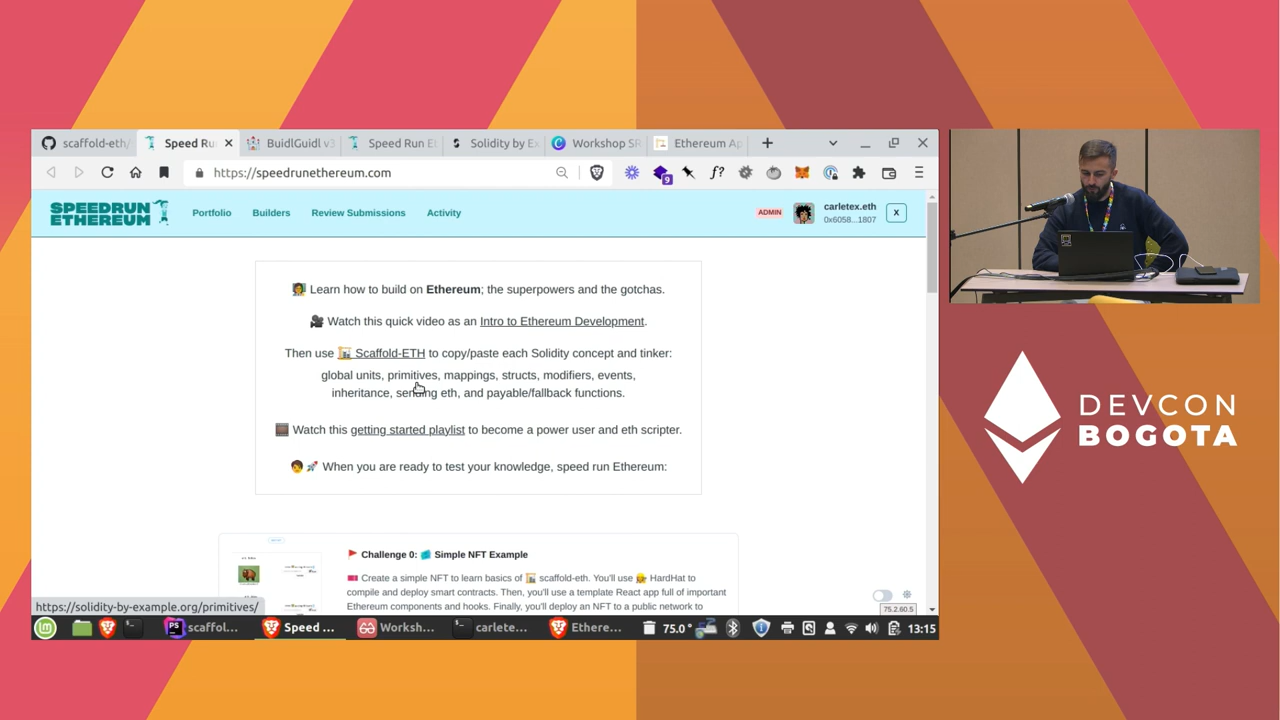 scaffold-eth/
Speed Ru
BuidlGuidl v3
Speed Run Et
Solidity by Ex
Workshop SR
Ethereum Ap
https://speedrunethereum.com
f?
9
SPEEDRUN
ETHEREUM
Portfolio
Builders
Review Submissions
Activity
ADMIN
carletex.eth
0x6058...1807
X
Learn how to build on Ethereum; the superpowers and the gotchas.
Watch this quick video as an Intro to Ethereum Development.
Then use Scaffold-ETH to copy/paste each Solidity concept and tinker:
global units, primitives, mappings, structs, modifiers, events,
inheritance, sending eth, and payable/fallback functions.
Watch this getting started playlist to become a power user and eth scripter.
When you are ready to test your knowledge, speed run Ethereum:
Challenge 0: Simple NFT Example
Create a simple NFT to learn basics of scaffold-eth. You'll use HardHat to
compile and deploy smart contracts. Then, you'll use a template React app full of important
Ethereum components and hooks. Finally, you'll deploy an NFT to a public network to
https://solidity-by-example.org/primitives/
75.2.60.5
PS
scaffol...
Speed ...
Worksh...
carlete...
Ethere...
75.0°
13:15
DEVCON
BOGOTA